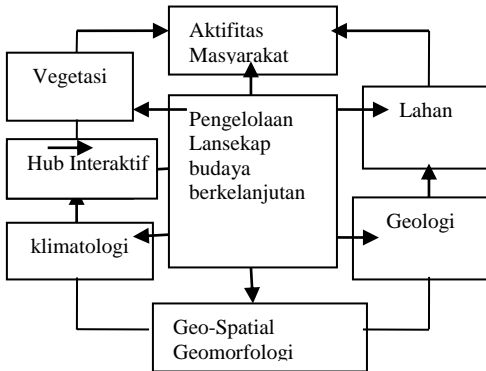 Aktifitas
Masyarakat
Vegetasi
Pengelolaan
Lansekap
budaya
berkelanjutan
Lahan
Hub Interaktif
klimatologi
Geologi
Geo-Spatial
Geomorfologi